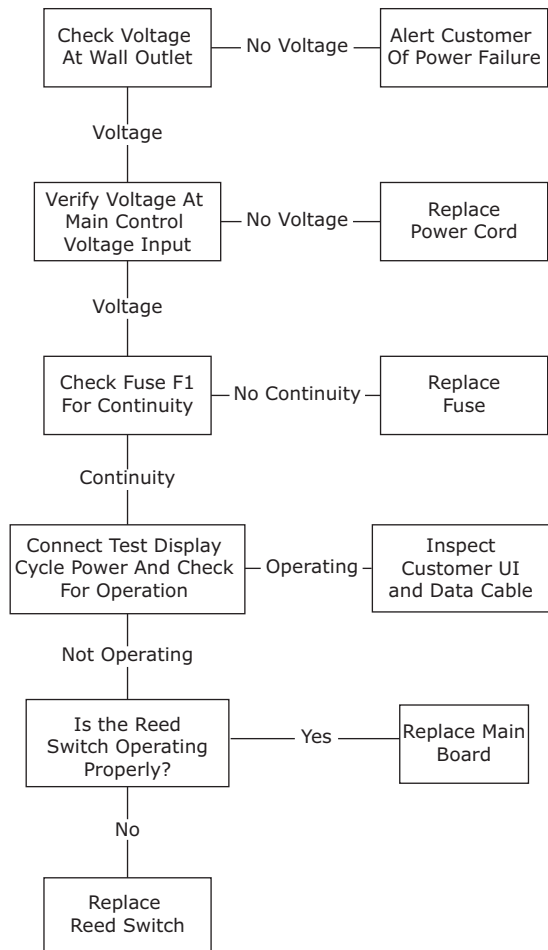 Check Voltage
At Wall Outlet
No Voltage
Alert Customer
Of Power Failure
Voltage
Verify Voltage At
Main Control
Voltage Input
No Voltage
Replace
Power Cord
Voltage
Check Fuse F1
For Continuity
No Continuity
Replace
Fuse
Continuity
Connect Test Display
Cycle Power And Check
For Operation
Operating
Inspect
Customer UI
and Data Cable
Not Operating
Is the Reed
Switch Operating
Properly?
Yes
Replace Main
Board
No
Replace
Reed Switch